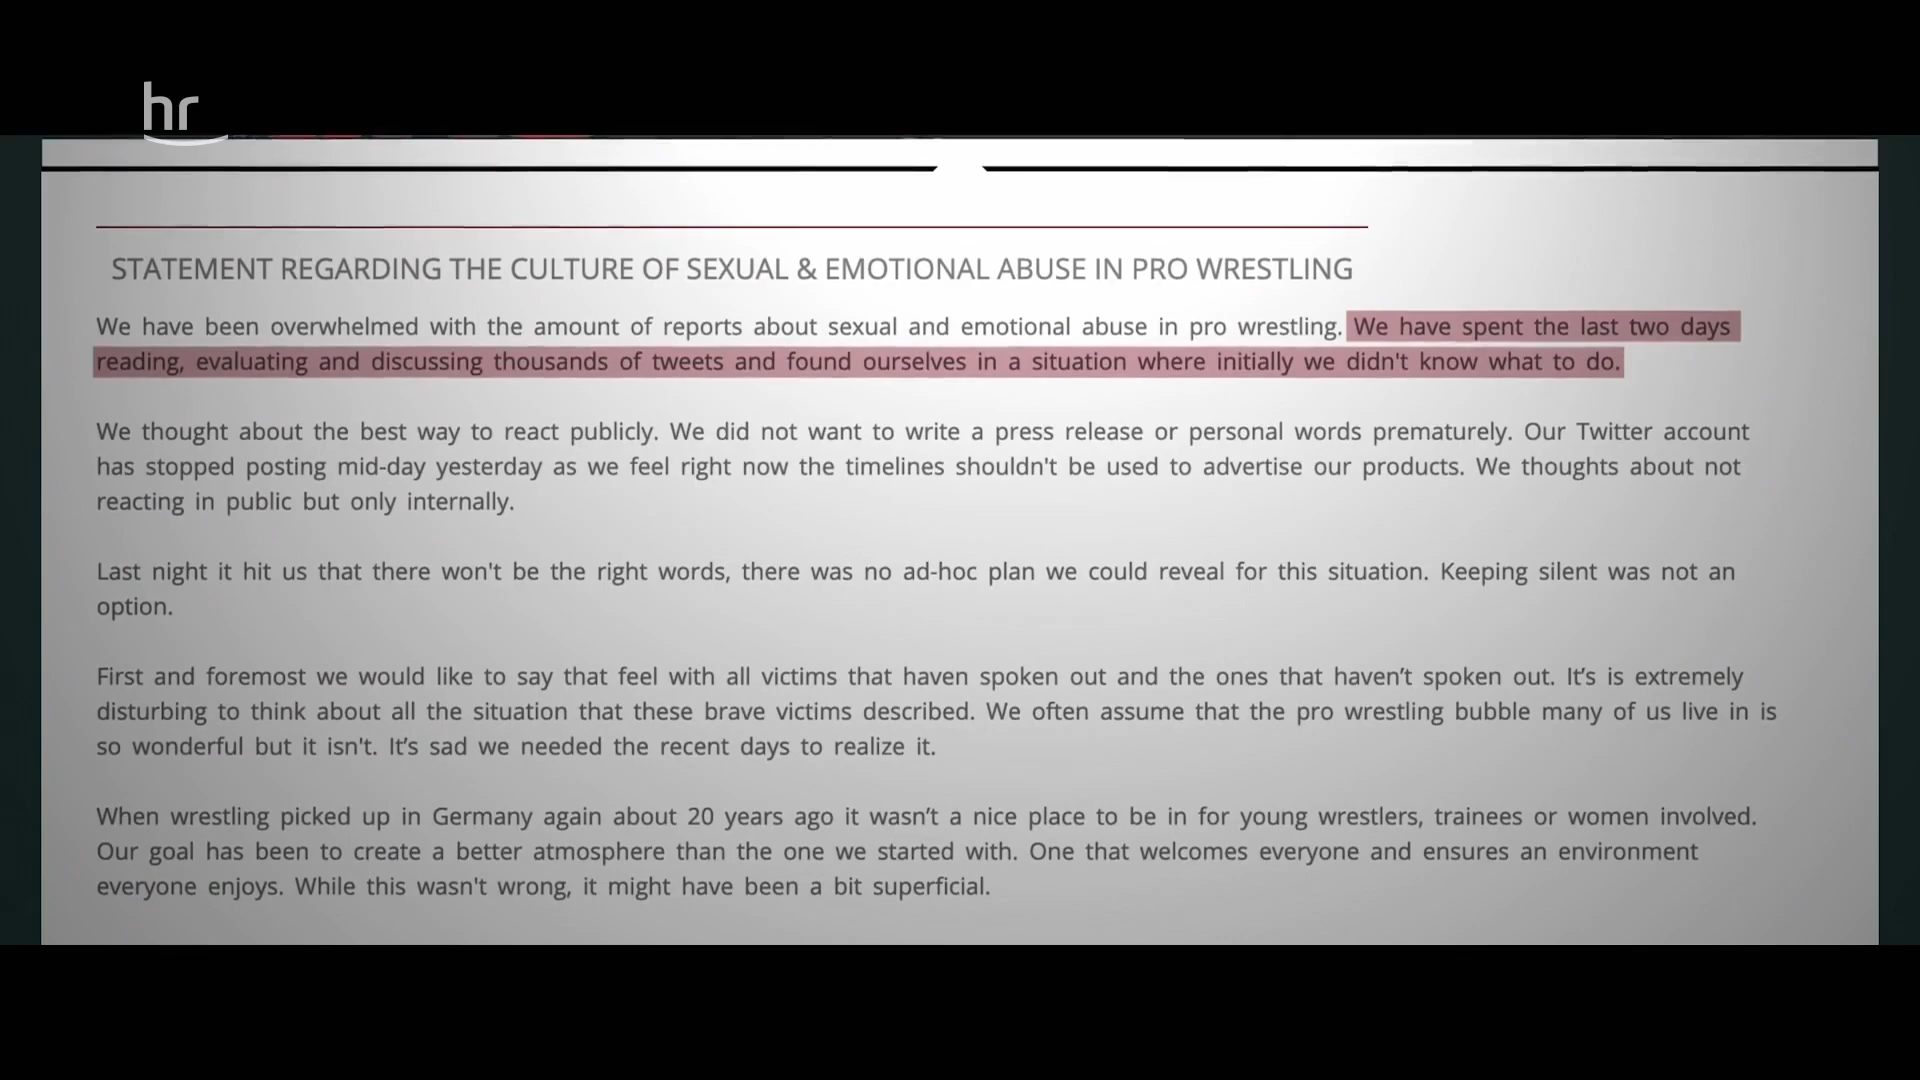 hr
STATEMENT REGARDING THE CULTURE OF SEXUAL & EMOTIONAL ABUSE IN PRO WRESTLING
We have been overwhelmed with the amount of reports about sexual and emotional abuse in pro wrestling. We have spent the last two days
reading, evaluating and discussing thousands of tweets and found ourselves in a situation where initially we didn't know what to do.
We thought about the best way to react publicly. We did not want to write a press release or personal words prematurely. Our Twitter account
has stopped posting mid-day yesterday as we feel right now the timelines shouldn't be used to advertise our products. We thoughts about not
reacting in public but only internally.
Last night it hit us that there won't be the right words, there was no ad-hoc plan we could reveal for this situation. Keeping silent was not an
option.
First and foremost we would like to say that feel with all victims that haven spoken out and the ones that haven’t spoken out. It’s is extremely
disturbing to think about all the situation that these brave victims described. We often assume that the pro wrestling bubble many of us live in is
so wonderful but it isn't. It’s sad we needed the recent days to realize it.
When wrestling picked up in Germany again about 20 years ago it wasn’t a nice place to be in for young wrestlers, trainees or women involved.
Our goal has been to create a better atmosphere than the one we started with. One that welcomes everyone and ensures an environment
everyone enjoys. While this wasn't wrong, it might have been a bit superficial.